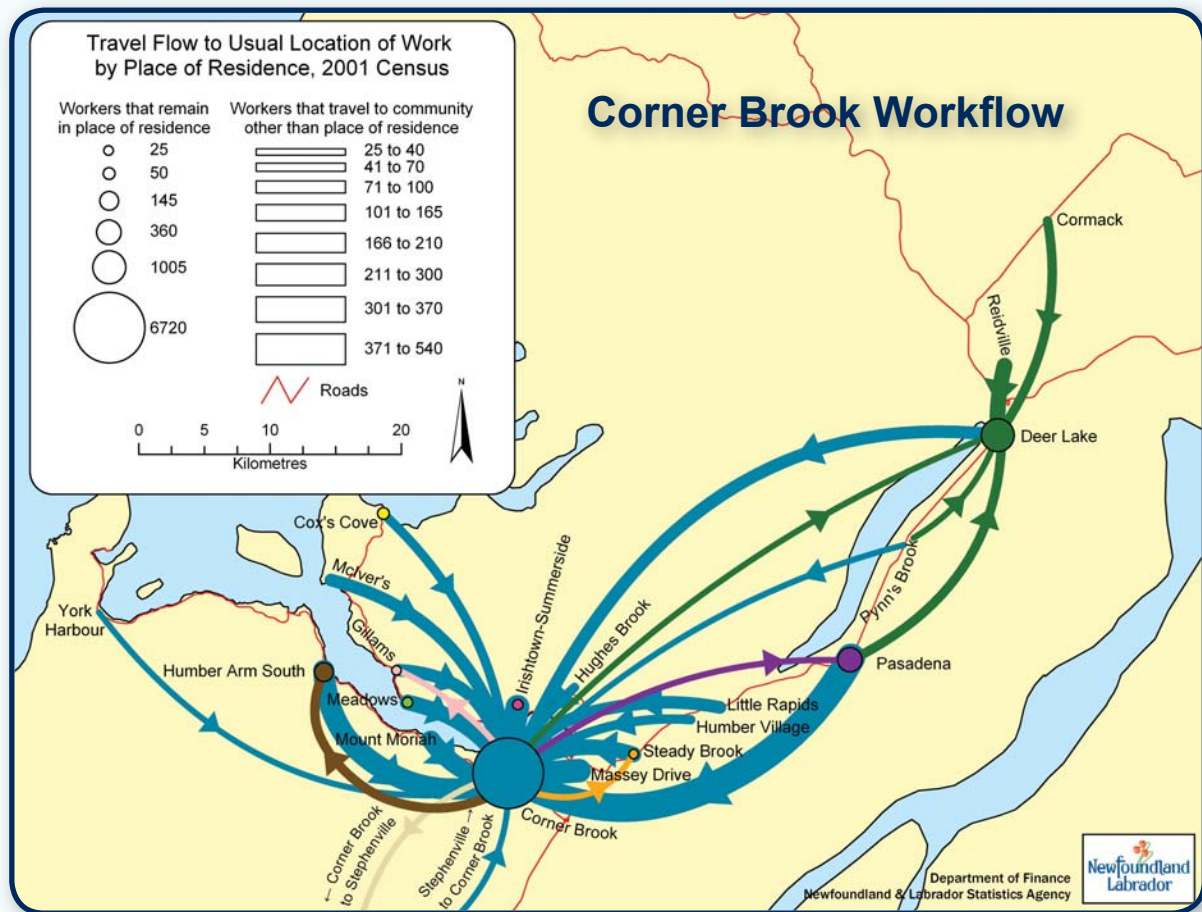 Travel Flow to Usual Location of Work
by Place of Residence, 2001 Census
Workers that remain
in place of residence
25
50
145
360
1005
6720
Workers that travel to community
other than place of residence
25 to 40
41 to 70
71 to 100
101 to 165
166 to 210
211 to 300
301 to 370
371 to 540
Roads
N
0 5 10 20
Kilometres
Corner Brook Workflow
Cormack
Reidville
Deer Lake
Cox's Cove
McIver's
York
Harbour
Gillams
Irishtown-Summerside
Hughes Brook
Pynn's Brook
Humber Arm South
Pasadena
Meadows
Little Rapids
Humber Village
Mount Moriah
Steady Brook
Massey Drive
Corner Brook
← Corner Brook
to Stephenville
Stephenville →
to Corner Brook
Department of Finance
Newfoundland & Labrador Statistics Agency
Newfoundland
Labrador